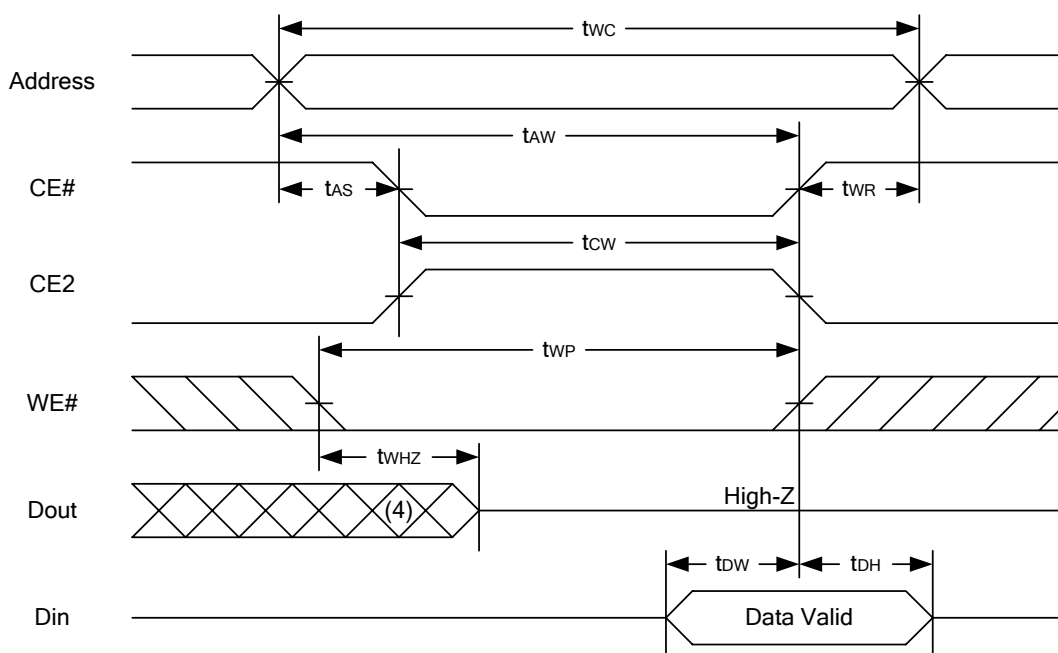 tWC
Address
tAW
CE#
tAS
tWR
tCW
CE2
tWP
WE#
tWHZ
Dout
(4)
High-Z
tDW
tDH
Din
Data Valid